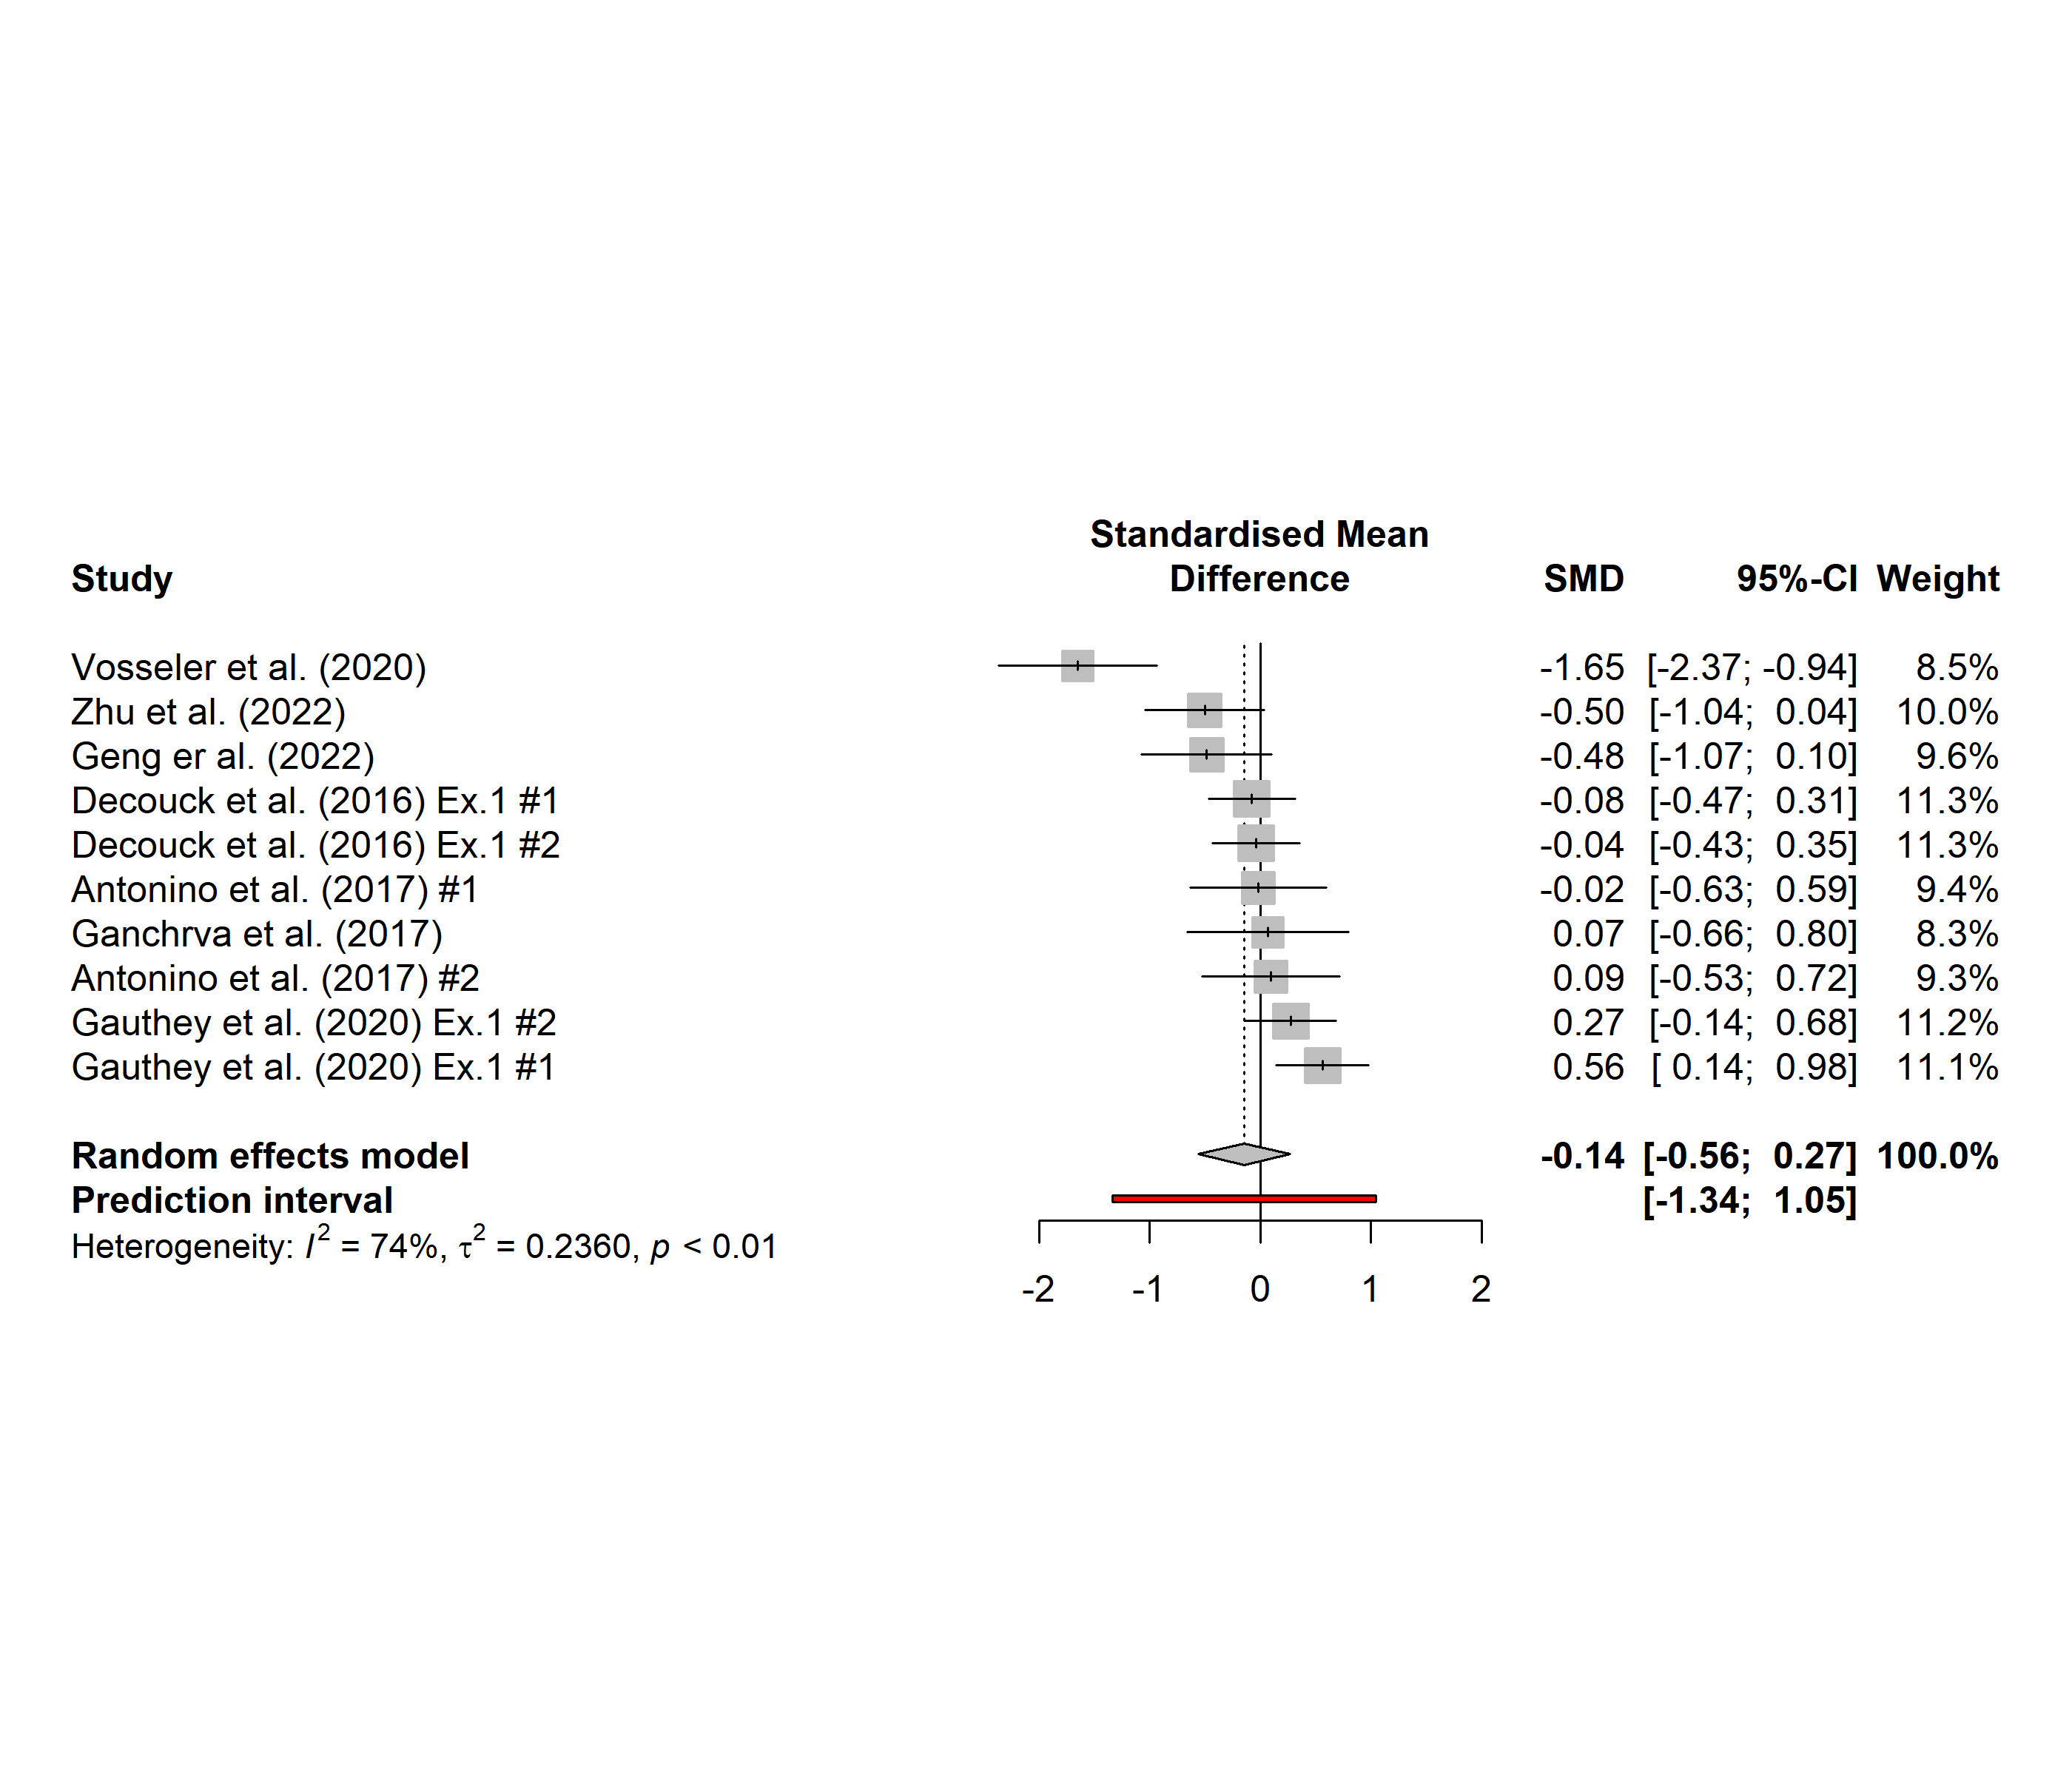 Standardised Mean
Study Difference SMD 95%-CI Weight
Vosseler et al. (2020) -1.65 [-2.37; -0.94] 8.5%
Zhu et al. (2022) -0.50 [-1.04; 0.04] 10.0%
Geng er al. (2022) -0.48 [-1.07; 0.10] 9.6%
Decouck et al. (2016) Ex.1 #1 -0.08 [-0.47; 0.31] 11.3%
Decouck et al. (2016) Ex.1 #2 -0.04 [-0.43; 0.35] 11.3%
Antonino et al. (2017) #1 -0.02 [-0.63; 0.59] 9.4%
Ganchrva et al. (2017) 0.07 [-0.66; 0.80] 8.3%
Antonino et al. (2017) #2 0.09 [-0.53; 0.72] 9.3%
Gauthey et al. (2020) Ex.1 #2 0.27 [-0.14; 0.68] 11.2%
Gauthey et al. (2020) Ex.1 #1 0.56 [ 0.14; 0.98] 11.1%
Random effects model -0.14 [-0.56; 0.27] 100.0%
Prediction interval [-1.34; 1.05]
Heterogeneity: I² = 74%, τ² = 0.2360, p < 0.01
-2 -1 0 1 2